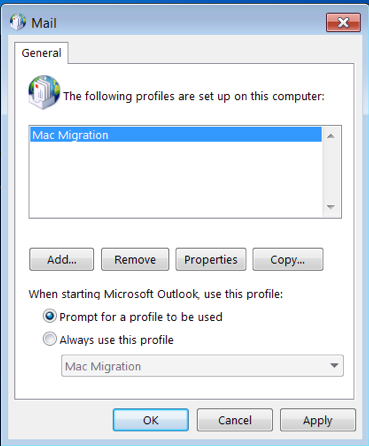 Mail
General
The following profiles are set up on this computer:
Mac Migration
Add...
Remove
Properties
Copy...
When starting Microsoft Outlook, use this profile:
Prompt for a profile to be used
Always use this profile
Mac Migration
OK
Cancel
Apply